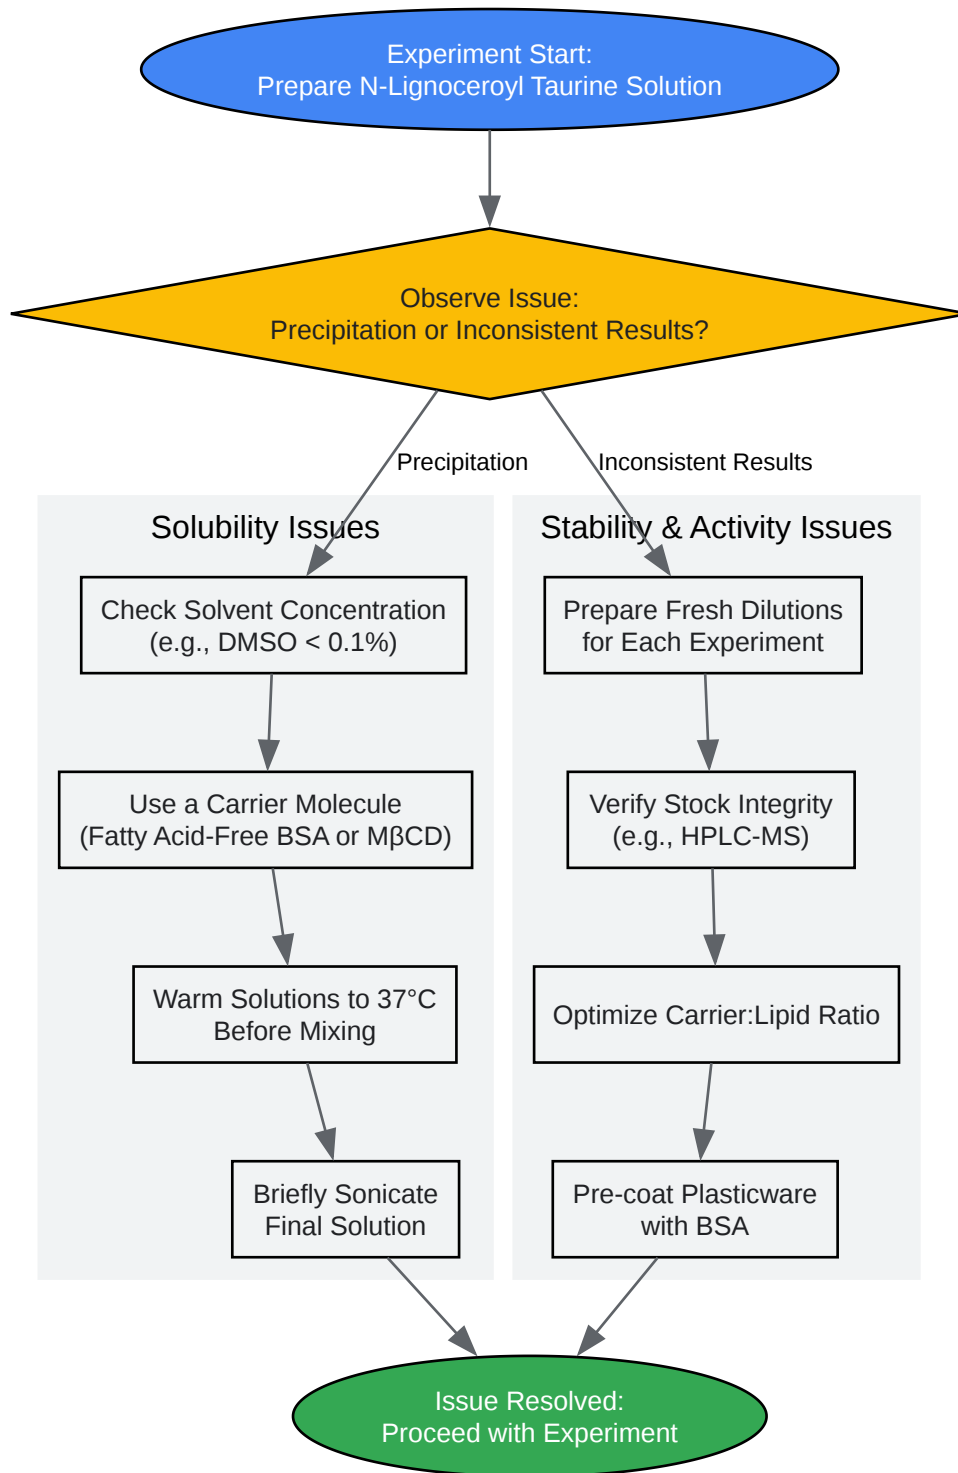 Experiment Start:
Prepare N-Lignoceroyl Taurine Solution
Observe Issue:
Precipitation or Inconsistent Results?
Precipitation
Inconsistent Results
Solubility Issues
Check Solvent Concentration
(e.g., DMSO < 0.1%)
Use a Carrier Molecule
(Fatty Acid-Free BSA or MβCD)
Warm Solutions to 37°C
Before Mixing
Briefly Sonicate
Final Solution
Stability & Activity Issues
Prepare Fresh Dilutions
for Each Experiment
Verify Stock Integrity
(e.g., HPLC-MS)
Optimize Carrier:Lipid Ratio
Pre-coat Plasticware
with BSA
Issue Resolved:
Proceed with Experiment